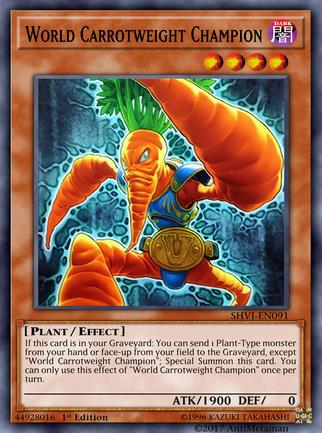 World Carrotweight Champion
DARK
闇
SHVI-EN091
[Plant / Effect]
If this card is in your Graveyard: You can send 1 Plant-Type monster
from your hand or face-up from your field to the Graveyard, except
"World Carrotweight Champion"; Special Summon this card. You
can only use this effect of "World Carrotweight Champion" once per
turn.
ATK/1900 DEF/ 0
44928016 1st Edition ©1996 KAZUKI TAKAHASHI
©2017 AntiMetaman